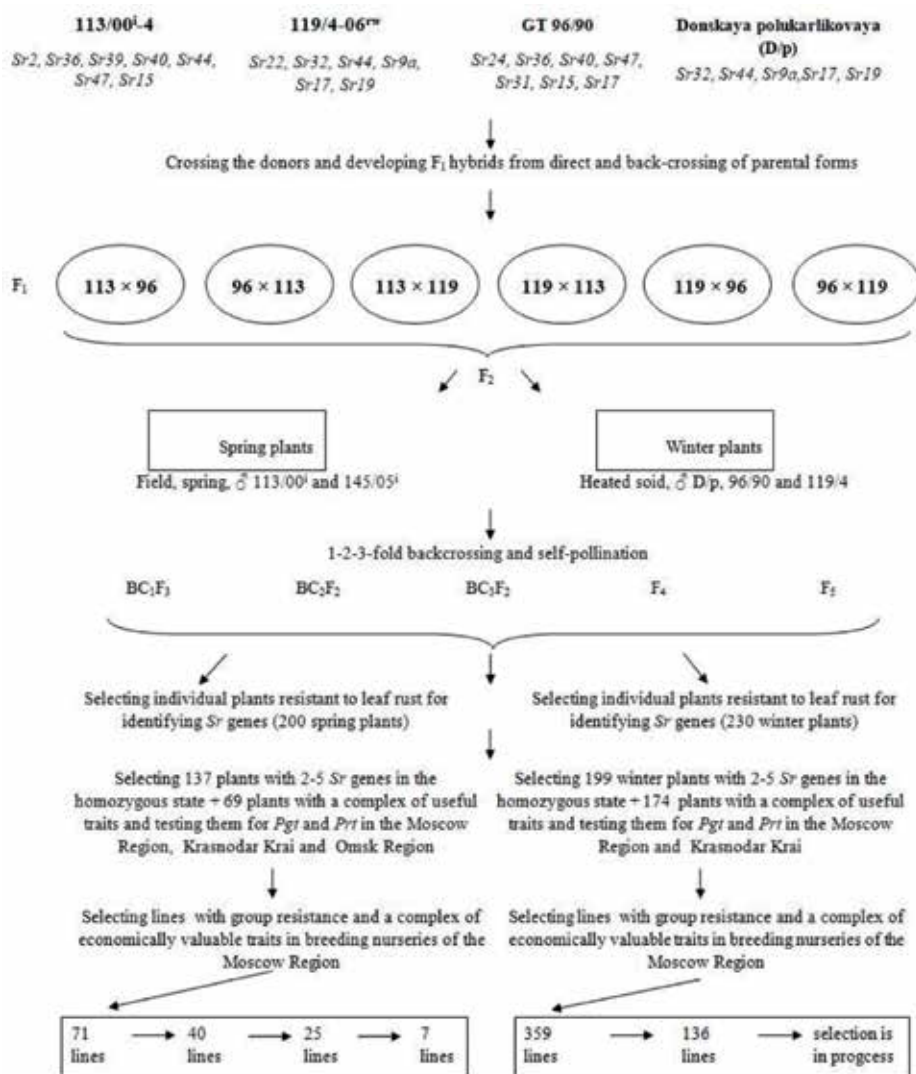 113/00ⁱ-4
Sr2, Sr36, Sr39, Sr40, Sr44,
Sr47, Sr15
119/4-06ʳʷ
Sr22, Sr32, Sr44, Sr9a,
Sr17, Sr19
GT 96/90
Sr24, Sr36, Sr40, Sr47,
Sr31, Sr15, Sr17
Donskaya polukarlikovaya
(D/p)
Sr32, Sr44, Sr9a,Sr17, Sr19
Crossing the donors and developing F₁ hybrids from direct and back-crossing of parental forms
F₁
113 × 96
96 × 113
113 × 119
119 × 113
119 × 96
96 × 119
F₂
Spring plants
Field, spring, ♂ 113/00ⁱ and 145/05ⁱ
Winter plants
Heated soid, ♂ D/p, 96/90 and 119/4
1-2-3-fold backcrossing and self-pollination
BC₁F₃ BC₂F₂ BC₃F₂ F₄ F₅
Selecting individual plants resistant to leaf rust for
identifying Sr genes (200 spring plants)
Selecting individual plants resistant to leaf rust for
identifying Sr genes (230 winter plants)
Selecting 137 plants with 2-5 Sr genes in the
homozygous state + 69 plants with a complex of useful
traits and testing them for Pgt and Prt in the Moscow
Region, Krasnodar Krai and Omsk Region
Selecting 199 winter plants with 2-5 Sr genes in the
homozygous state + 174 plants with a complex of useful
traits and testing them for Pgt and Prt in the Moscow
Region and Krasnodar Krai
Selecting lines with group resistance and a complex of
economically valuable traits in breeding nurseries of the
Moscow Region
Selecting lines with group resistance and a complex of
economically valuable traits in breeding nurseries of the
Moscow Region
71
lines
40
lines
25
lines
7
lines
359
lines
136
lines
selection is
in progcess